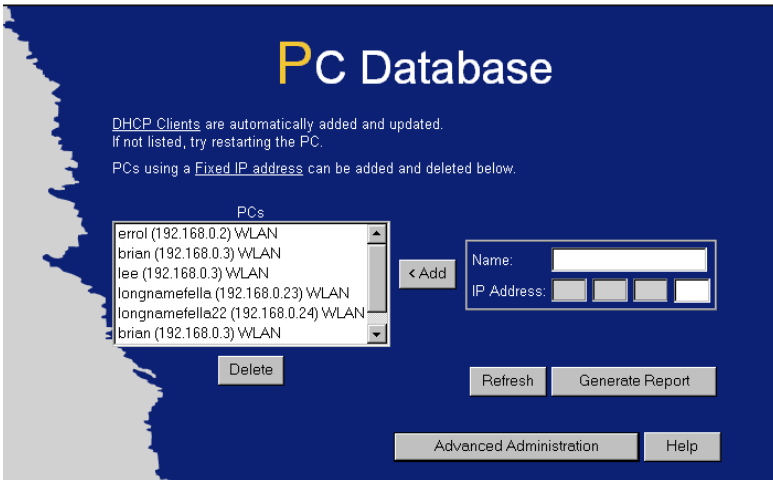 PC Database
DHCP Clients are automatically added and updated.
If not listed, try restarting the PC.
PCs using a Fixed IP address can be added and deleted below.
PCs
errol (192.168.0.2) WLAN
brian (192.168.0.3) WLAN
lee (192.168.0.3) WLAN
longnamefella (192.168.0.23) WLAN
longnamefella22 (192.168.0.24) WLAN
brian (192.168.0.3) WLAN
< Add
Name:
IP Address:
Delete
Refresh
Generate Report
Advanced Administration
Help